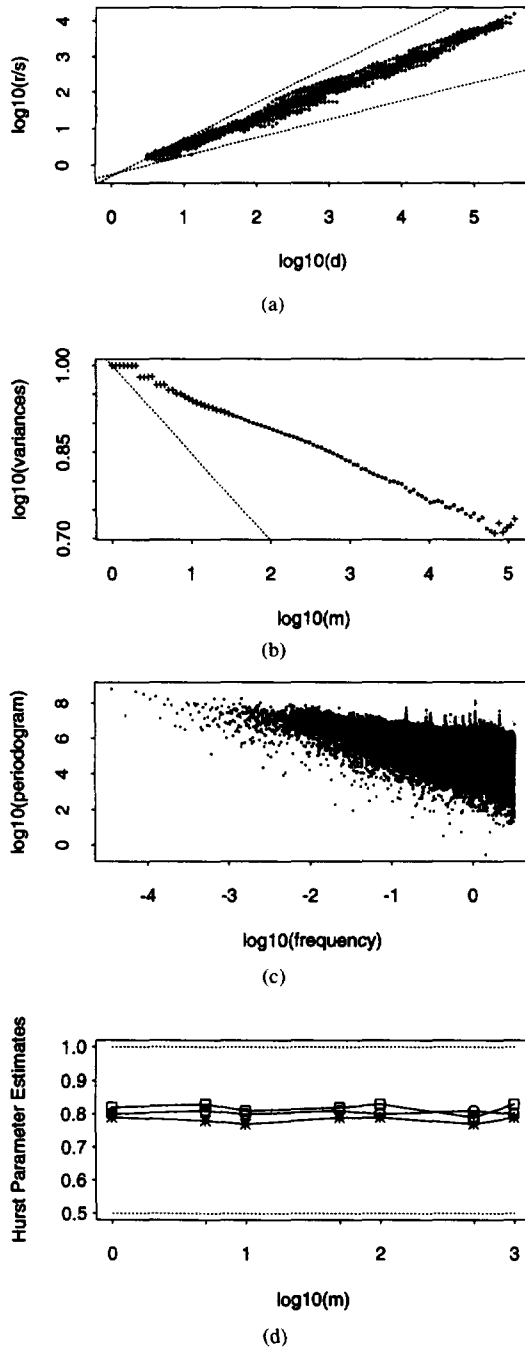 4
3
2
1
0
log10(r/s)
0 1 2 3 4 5
log10(d)
(a)
1.00
0.85
0.70
log10(variances)
0 1 2 3 4 5
log10(m)
(b)
8
6
4
2
0
log10(periodogram)
-4 -3 -2 -1 0
log10(frequency)
(c)
1.0
0.9
0.8
0.7
0.6
0.5
Hurst Parameter Estimates
0 1 2 3
log10(m)
(d)